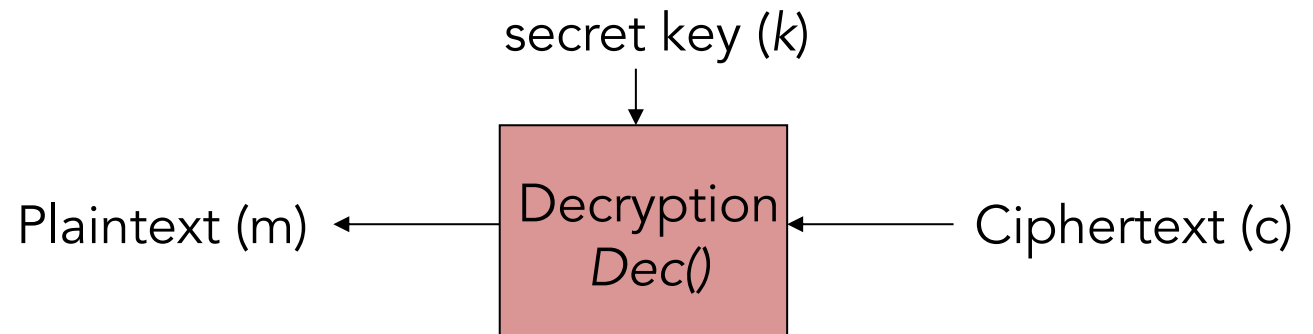 secret key (k)
Plaintext (m)
Decryption
Dec()
Ciphertext (c)